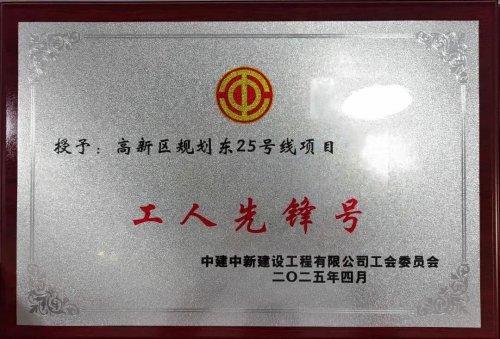 授予：高新区规划东25号线项目
工人先锋号
中建中新建设工程有限公司工会委员会
二〇二五年四月